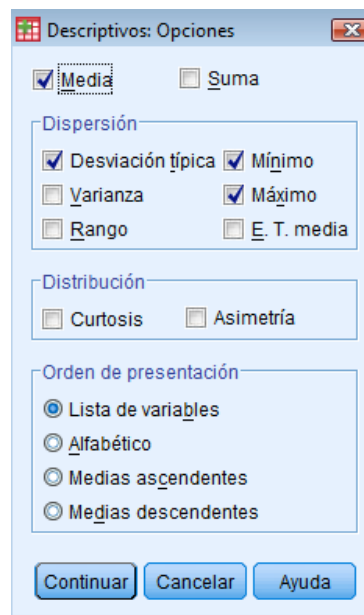 Descriptivos: Opciones
Media Suma
Dispersión
Desviación típica Mínimo
Varianza Máximo
Rango E. T. media
Distribución
Curtosis Asimetría
Orden de presentación
Lista de variables
Alfabético
Medias ascendentes
Medias descendentes
Continuar Cancelar Ayuda